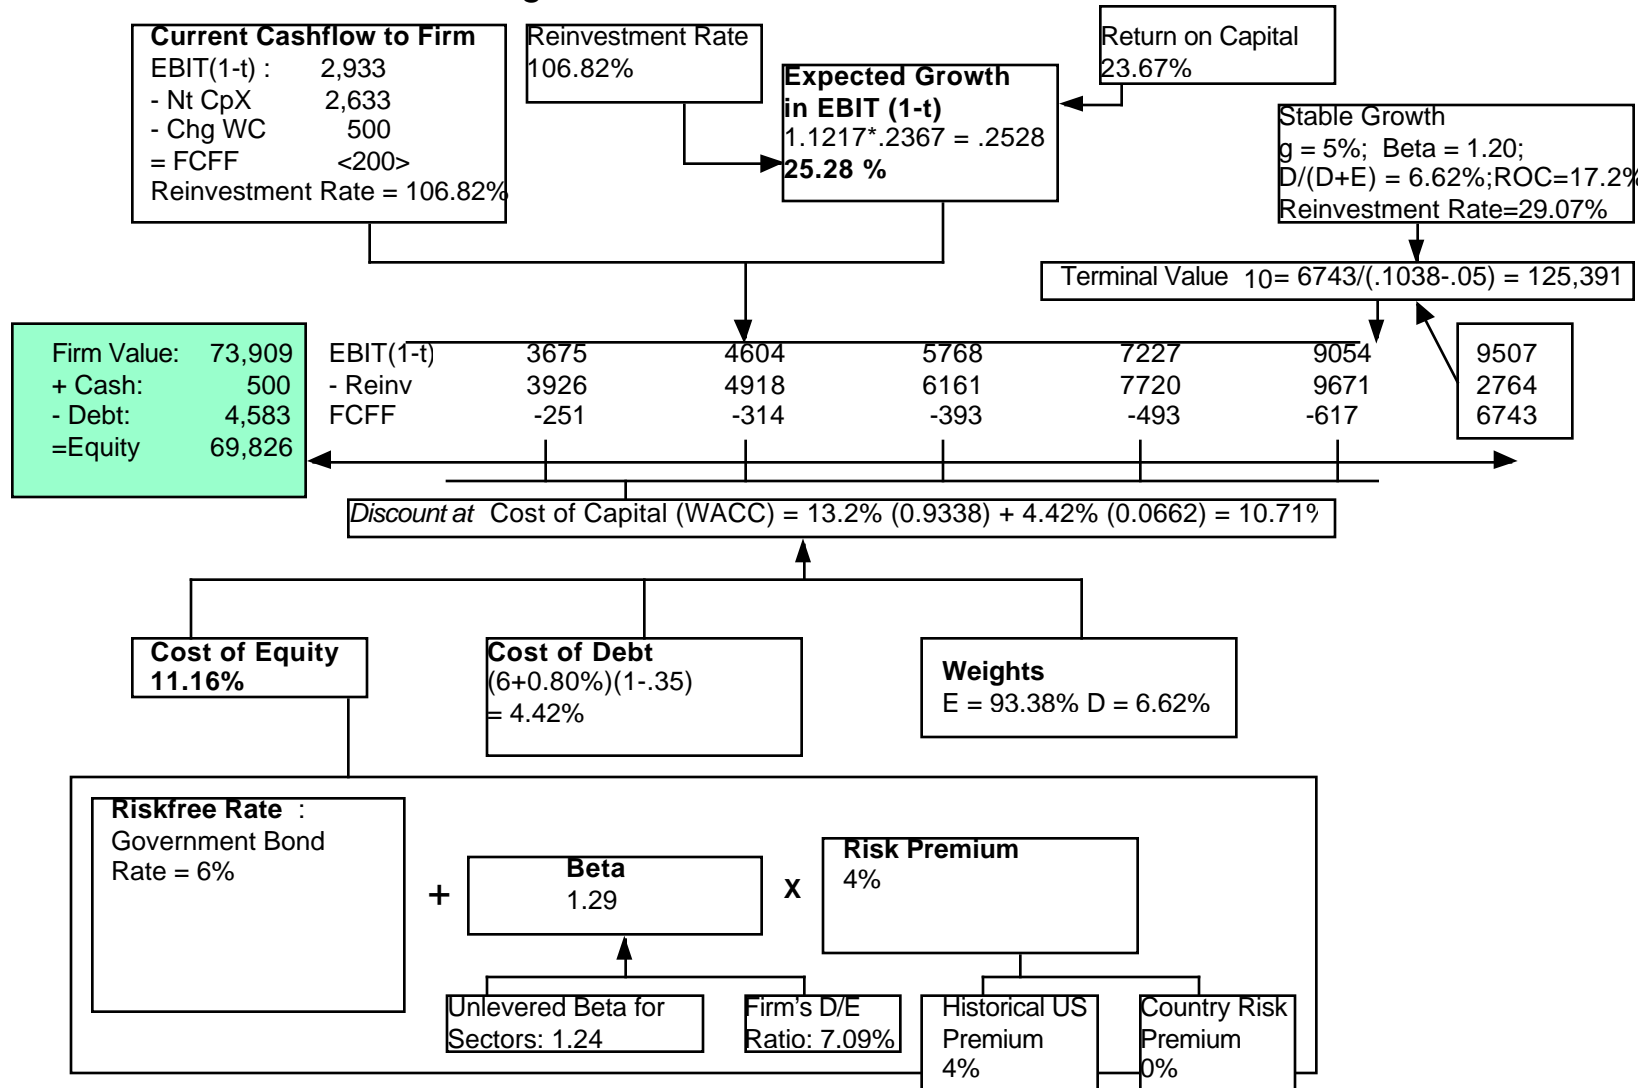 Current Cashflow to Firm
EBIT(1-t) : 2,933
- Nt CpX 2,633
- Chg WC 500
= FCFF <200>
Reinvestment Rate = 106.82%
Reinvestment Rate
106.82%
Expected Growth
in EBIT (1-t)
1.1217*.2367 = .2528
25.28 %
Return on Capital
23.67%
Stable Growth
g = 5%; Beta = 1.20;
D/(D+E) = 6.62%;ROC=17.2%
Reinvestment Rate=29.07%
Terminal Value 10= 6743/(.1038-.05) = 125,391
Firm Value: 73,909
+ Cash: 500
- Debt: 4,583
=Equity 69,826
EBIT(1-t) 3675 4604 5768 7227 9054 9507
- Reinv 3926 4918 6161 7720 9671 2764
FCFF -251 -314 -393 -493 -617 6743
Discount at Cost of Capital (WACC) = 13.2% (0.9338) + 4.42% (0.0662) = 10.71%
Cost of Equity
11.16%
Cost of Debt
(6+0.80%)(1-.35)
= 4.42%
Weights
E = 93.38% D = 6.62%
Riskfree Rate :
Government Bond
Rate = 6%
+
Beta
1.29
X
Risk Premium
4%
Unlevered Beta for
Sectors: 1.24
Firm's D/E
Ratio: 7.09%
Historical US
Premium
4%
Country Risk
Premium
0%